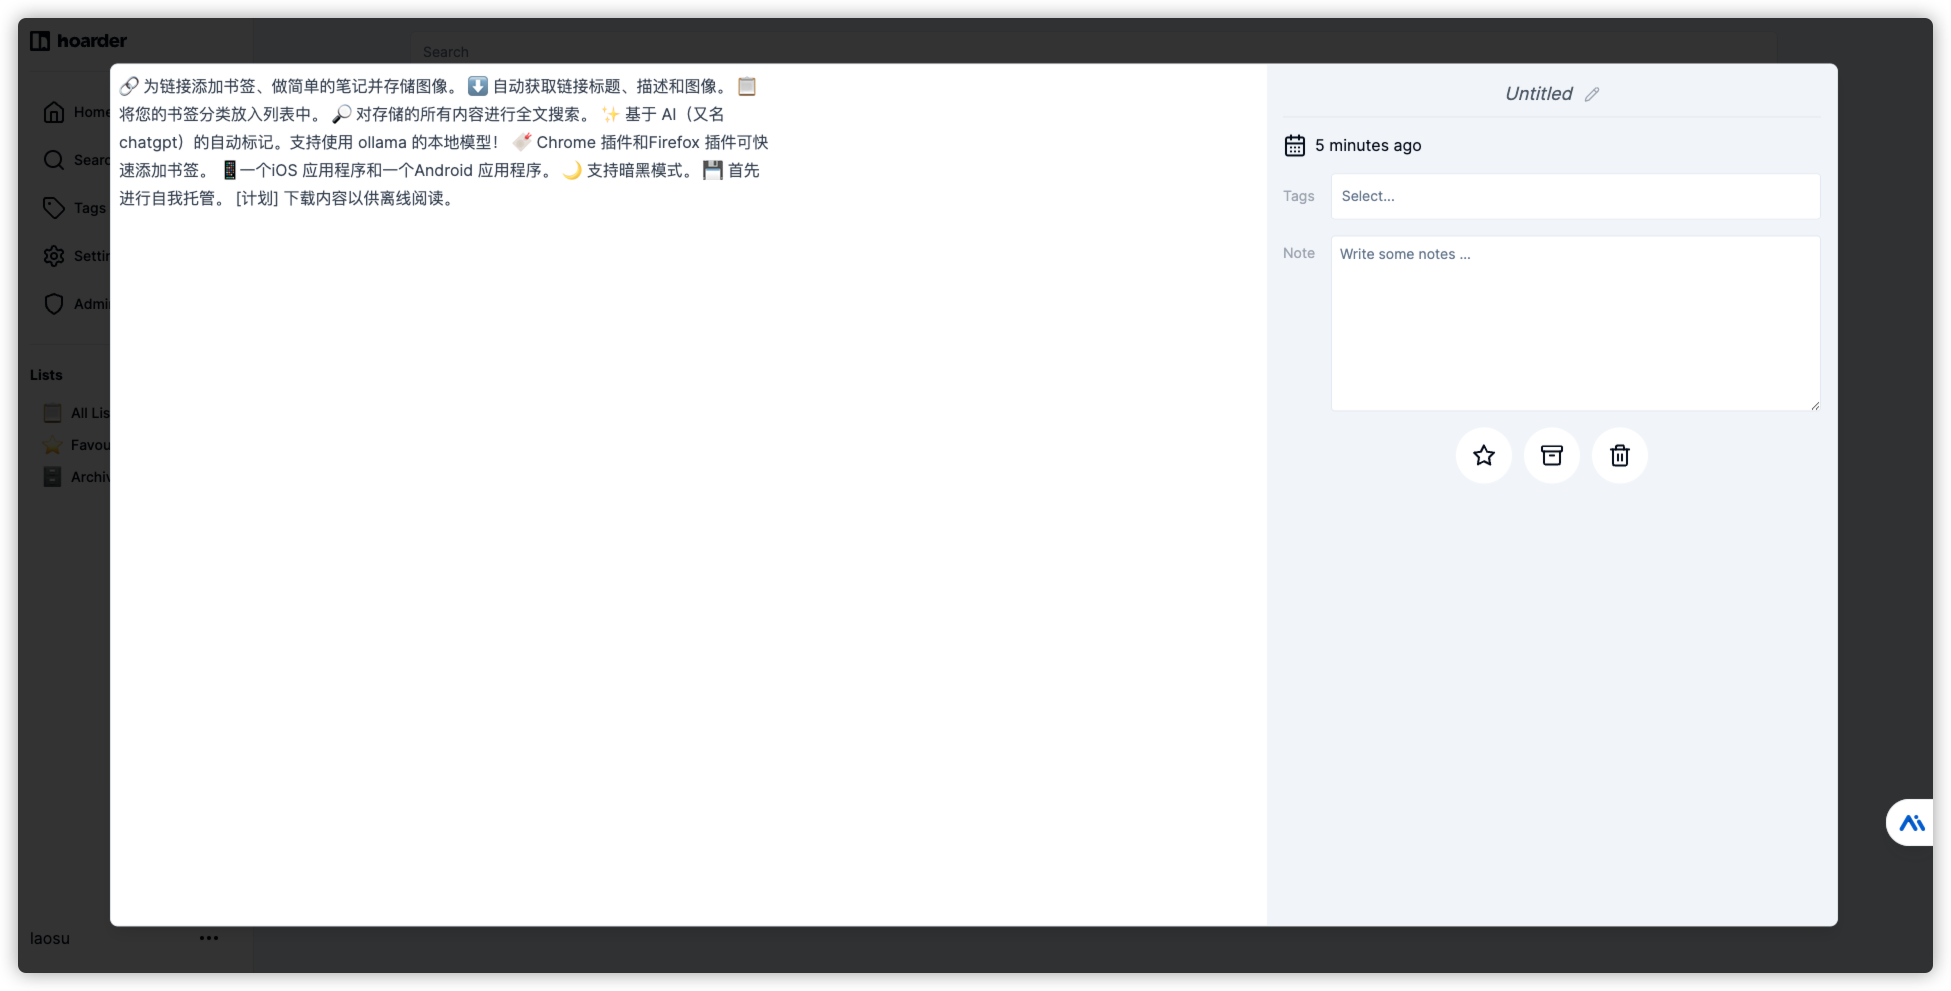 hoarder
Search
Home
Tags
Lists
laosu
🔗 为链接添加书签、做简单的笔记并存储图像。 ⬇️ 自动获取链接标题、描述和图像。 📋
将您的书签分类放入列表中。 🔎 对存储的所有内容进行全文搜索。 ✨ 基于 AI（又名
chatgpt）的自动标记。支持使用 ollama 的本地模型！ 🔖 Chrome 插件和Firefox 插件可快
速添加书签。 📱一个iOS 应用程序和一个Android 应用程序。 🌙 支持暗黑模式。 💾 首先
进行自我托管。 [计划] 下载内容以供离线阅读。
Untitled
5 minutes ago
Tags
Select...
Note
Write some notes ...